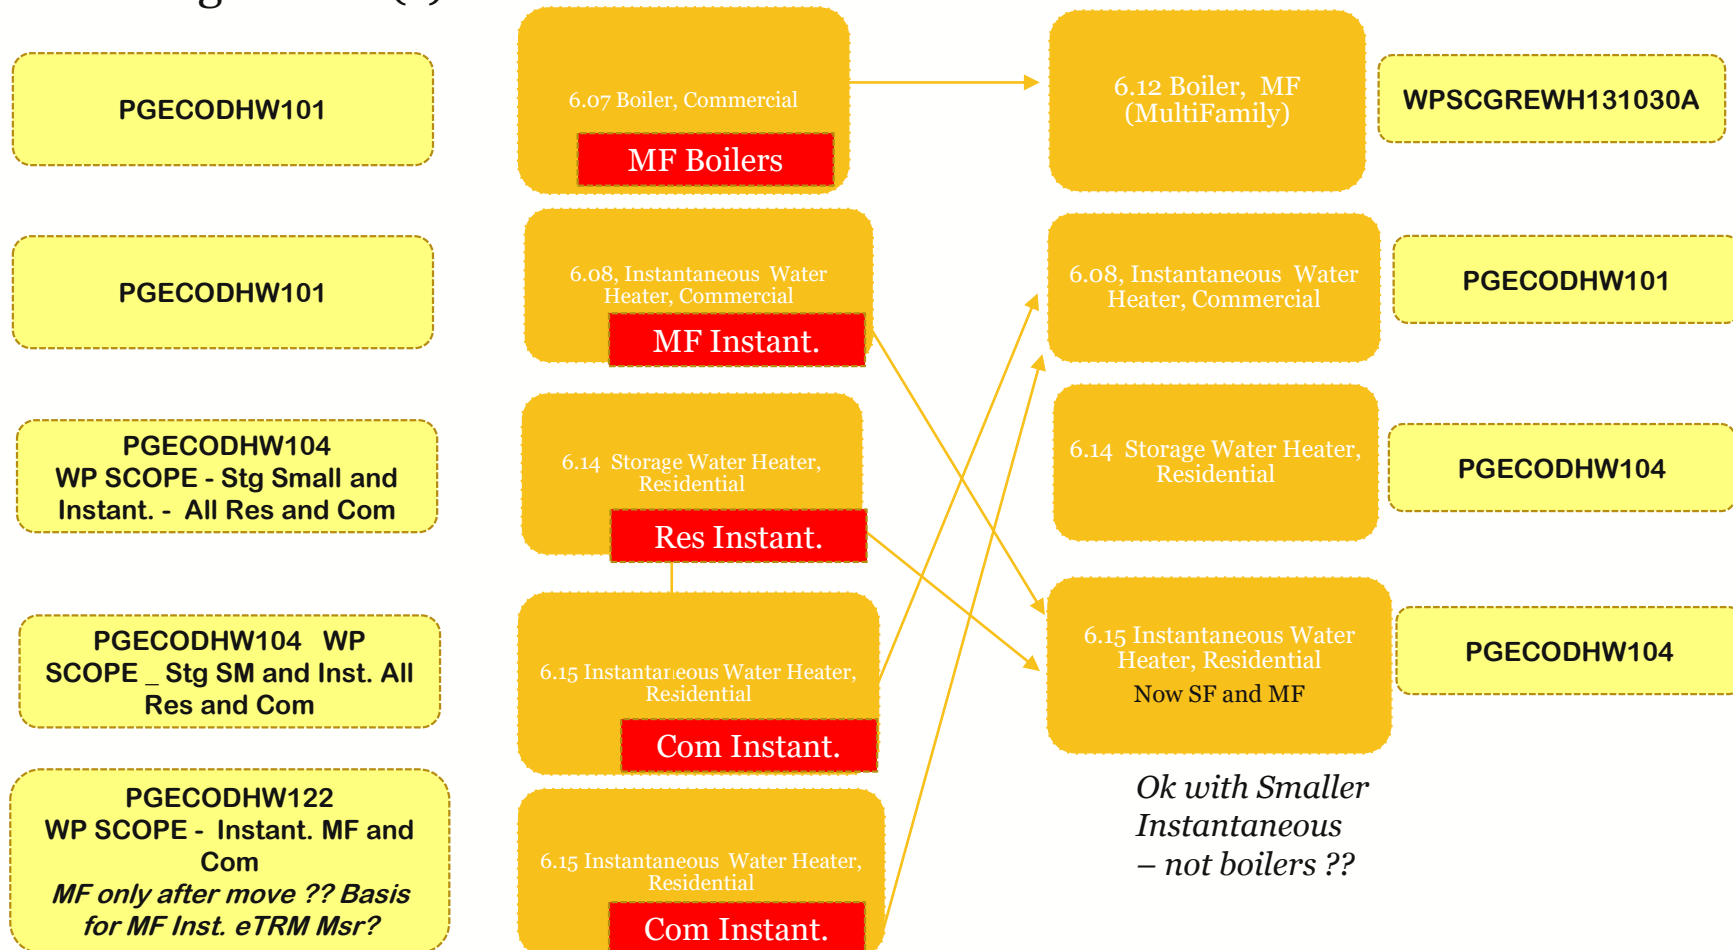 PGECODHW101
6.07 Boiler, Commercial
MF Boilers
6.12 Boiler, MF
(MultiFamily)
WPSCGREWH131030A
PGECODHW101
6.08, Instantaneous Water
Heater, Commercial
MF Instant.
6.08, Instantaneous Water
Heater, Commercial
PGECODHW101
PGECODHW104
WP SCOPE - Stg Small and
Instant. - All Res and Com
6.14 Storage Water Heater,
Residential
Res Instant.
6.14 Storage Water Heater,
Residential
PGECODHW104
PGECODHW104 WP
SCOPE _ Stg SM and Inst. All
Res and Com
6.15 Instantaneous Water Heater,
Residential
Com Instant.
6.15 Instantaneous Water
Heater, Residential
Now SF and MF
PGECODHW104
PGECODHW122
WP SCOPE - Instant. MF and
Com
MF only after move ?? Basis
for MF Inst. eTRM Msr?
6.15 Instantaneous Water Heater,
Residential
Com Instant.
Ok with Smaller
Instantaneous
– not boilers ??